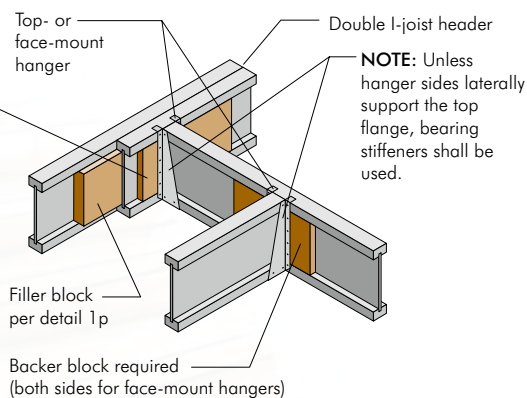 Top- or
face-mount
hanger
Double I-joist header
NOTE: Unless
hanger sides laterally
support the top
flange, bearing
stiffeners shall be
used.
Filler block
per detail 1p
Backer block required
(both sides for face-mount hangers)